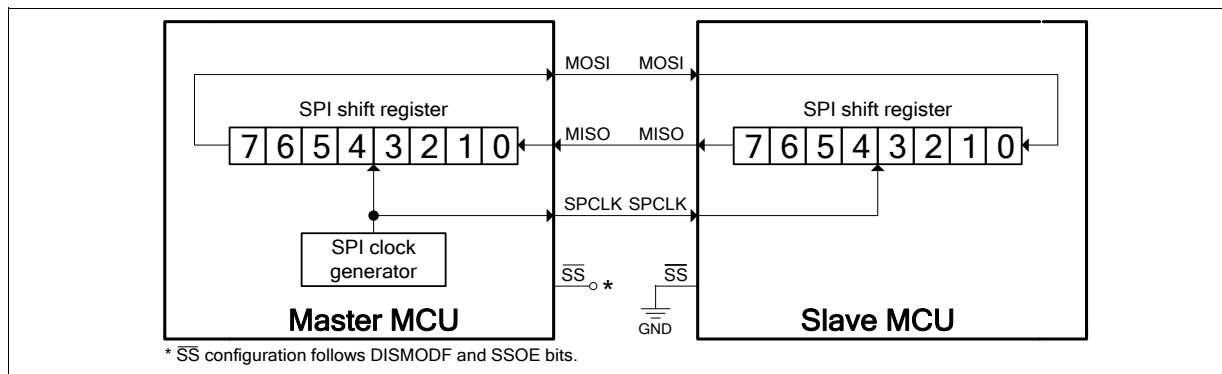 MOSI MOSI
SPI shift register SPI shift register
7 6 5 4 3 2 1 0 MISO MISO 7 6 5 4 3 2 1 0
SPCLK SPCLK
SPI clock
generator
SS * SS
GND
Master MCU Slave MCU
* SS configuration follows DISMODF and SSOE bits.